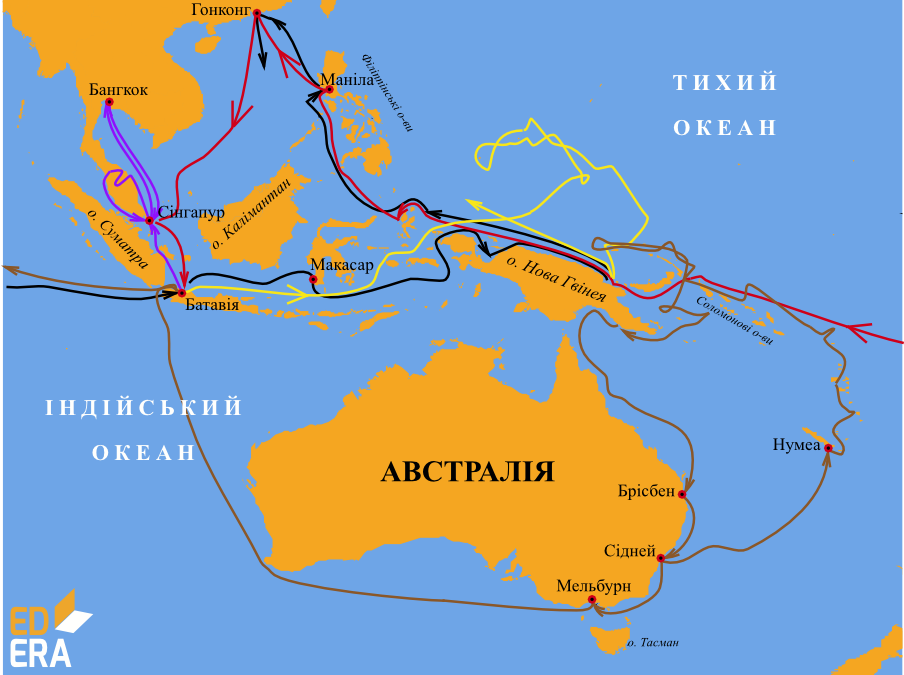 Гонконг
Маніла
Філіппінські о-ви
ТИХИЙ
ОКЕАН
Бангкок
Сінгапур
о. Калімантан
о. Суматра
Макасар
о. Нова Гвінея
Батавія
Соломонові о-ви
ІНДІЙСЬКИЙ
ОКЕАН
АВСТРАЛІЯ
Нумеа
Брісбен
Сідней
Мельбурн
о. Тасман
ED
ERA